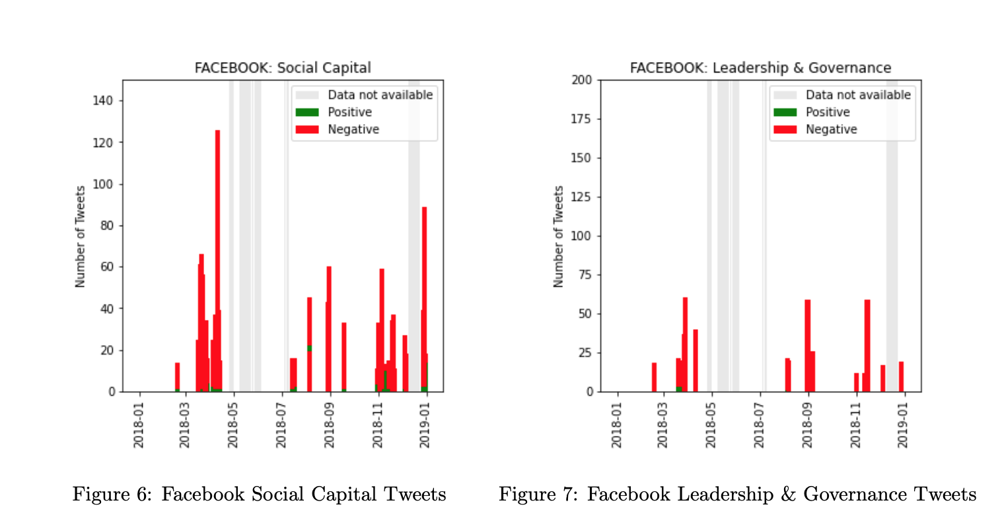 FACEBOOK: Social Capital
Number of Tweets
140
120
100
80
60
40
20
0
Data not available
Positive
Negative
2018-01
2018-03
2018-05
2018-07
2018-09
2018-11
2019-01
Figure 6: Facebook Social Capital Tweets
FACEBOOK: Leadership & Governance
Number of Tweets
200
175
150
125
100
75
50
25
0
Data not available
Positive
Negative
2018-01
2018-03
2018-05
2018-07
2018-09
2018-11
2019-01
Figure 7: Facebook Leadership & Governance Tweets